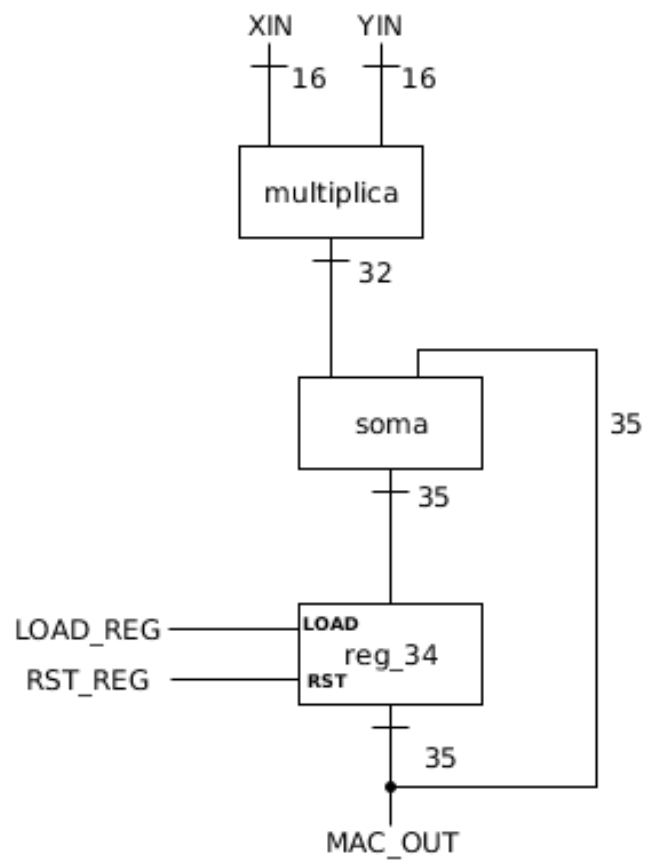 XIN YIN
16 16
multiplica
32
soma
35
35
LOAD_REG
LOAD
reg_34
RST_REG
RST
35
MAC_OUT